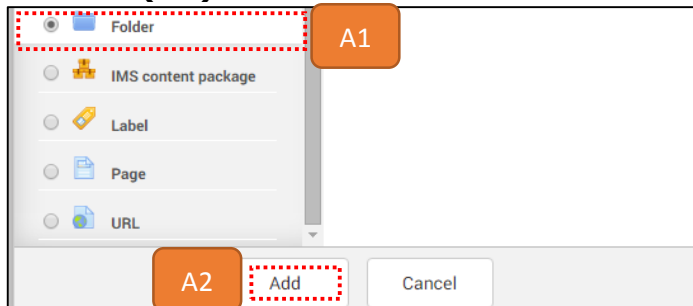 Folder
A1
IMS content package
Label
Page
URL
A2
Add
Cancel